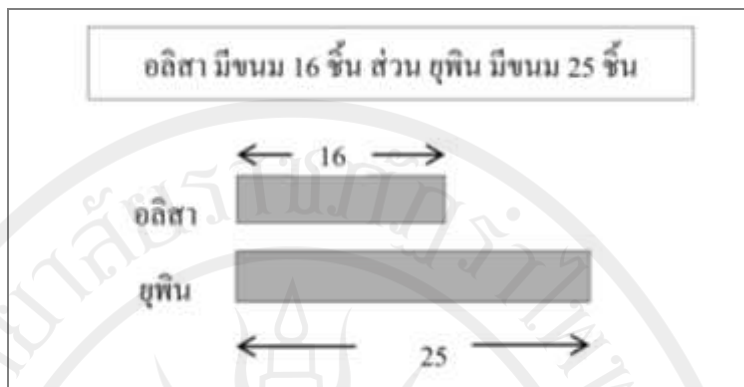 อลิสา มีขนม 16 ชิ้น ส่วน ยุพิน มีขนม 25 ชิ้น
16
อลิสา
ยุพิน
25